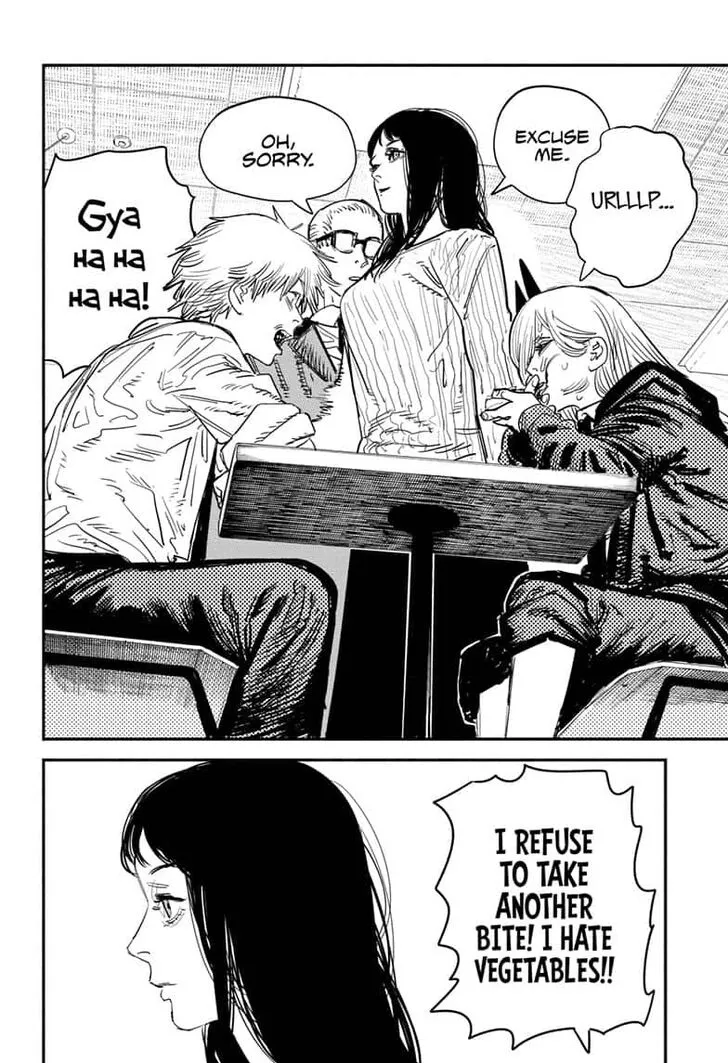 URLLLP...
EXCUSE
ME.
OH,
SORRY.
Gya
HA HA
HA HA!
I REFUSE
TO TAKE
ANOTHER
BITE! I HATE
VEGETABLES!!